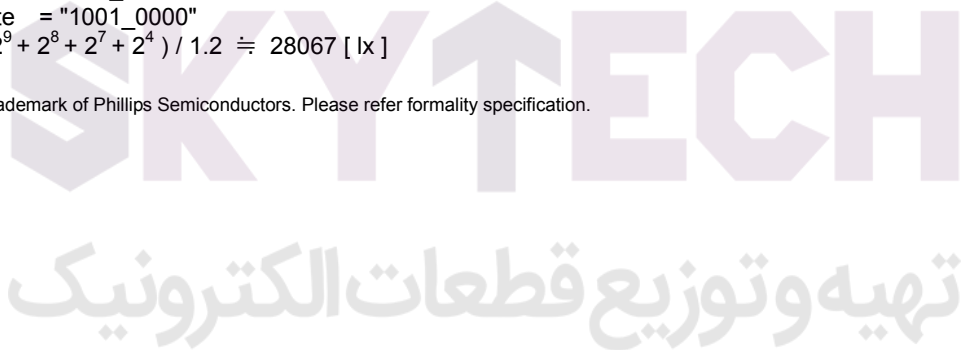 te = "1001_0000"
2⁹ + 2⁸ + 2⁷ + 2⁴ ) / 1.2 ≒ 28067 [ lx ]
ademark of Phillips Semiconductors. Please refer formality specification.
SKYTECH
تهیه و توزیع قطعات الکترونیک